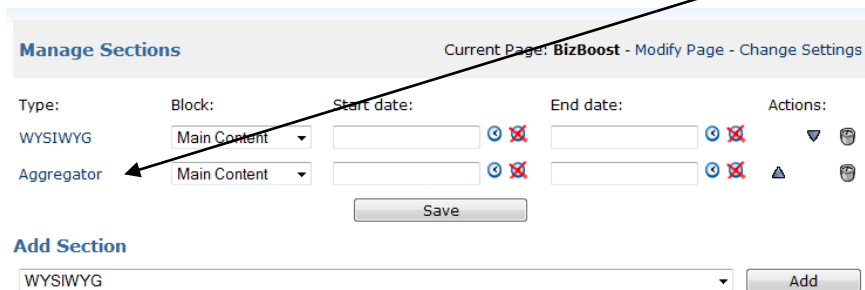 Manage Sections Current Page: BizBoost - Modify Page - Change Settings
Type: Block: Start date: End date: Actions:
WYSIWYG Main Content
Aggregator Main Content
Save
Add Section
WYSIWYG Add